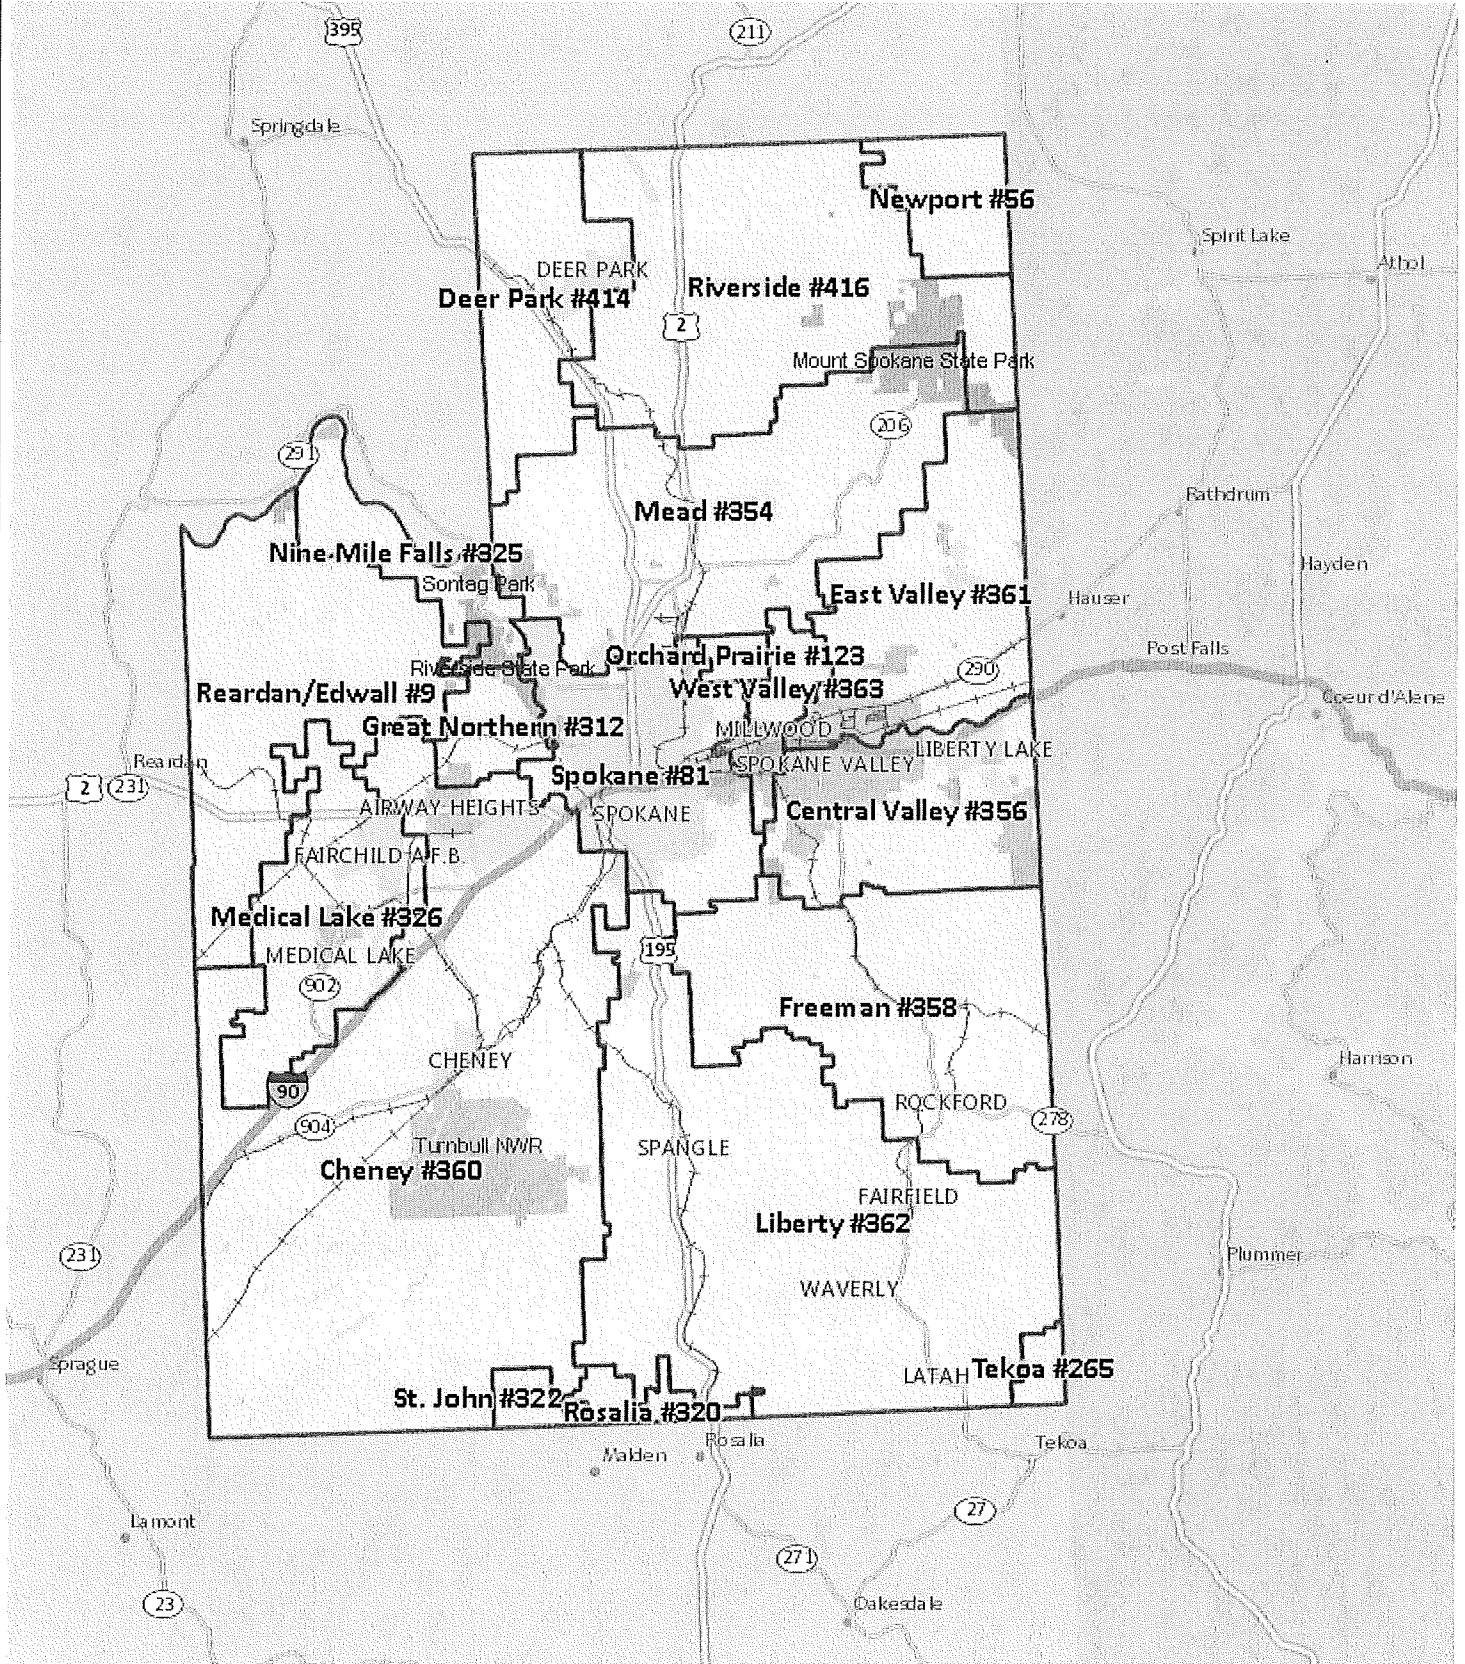 395
211
Springdale
Newport #56
Spirit Lake
Athol
DEER PARK
Deer Park #414
Riverside #416
2
Mount Spokane State Park
206
291
Rathdrum
Mead #354
Nine Mile Falls #325
Sontag Park
Hayden
East Valley #361
Hauser
Post Falls
Orchard Prairie #123
Riverside State Park
290
West Valley #363
Reardan/Edwall #9
Coeur d'Alene
Great Northern #312
MILLWOOD
LIBERTY LAKE
Reardan
SPOKANE VALLEY
Spokane #81
2
231
AIRWAY HEIGHTS
SPOKANE
Central Valley #356
FAIRCHILD A.F.B.
Medical Lake #326
MEDICAL LAKE
195
902
Freeman #358
CHENEY
Harrison
90
ROCKFORD
904
278
Turnbull NWR
SPANGLE
Cheney #360
FAIRFIELD
Liberty #362
231
Plummer
WAVERLY
Sprague
LATAH
Tekoa #265
St. John #322
Rosalia #320
Rosalia
Malden
Tekoa
Lamont
27
271
23
Oakesdale